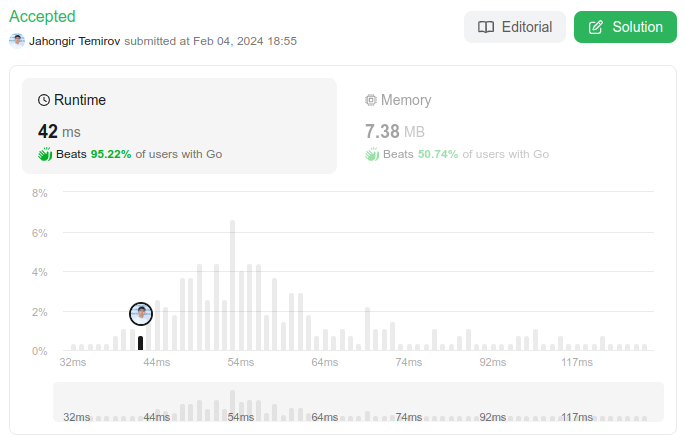 Accepted
Editorial
Solution
Jahongir Temirov submitted at Feb 04, 2024 18:55
Runtime
42 ms
Beats 95.22% of users with Go
Memory
7.38 MB
Beats 50.74% of users with Go
8%
6%
4%
2%
0%
32ms 44ms 54ms 64ms 74ms 92ms 117ms
32ms 44ms 54ms 64ms 74ms 92ms 117ms